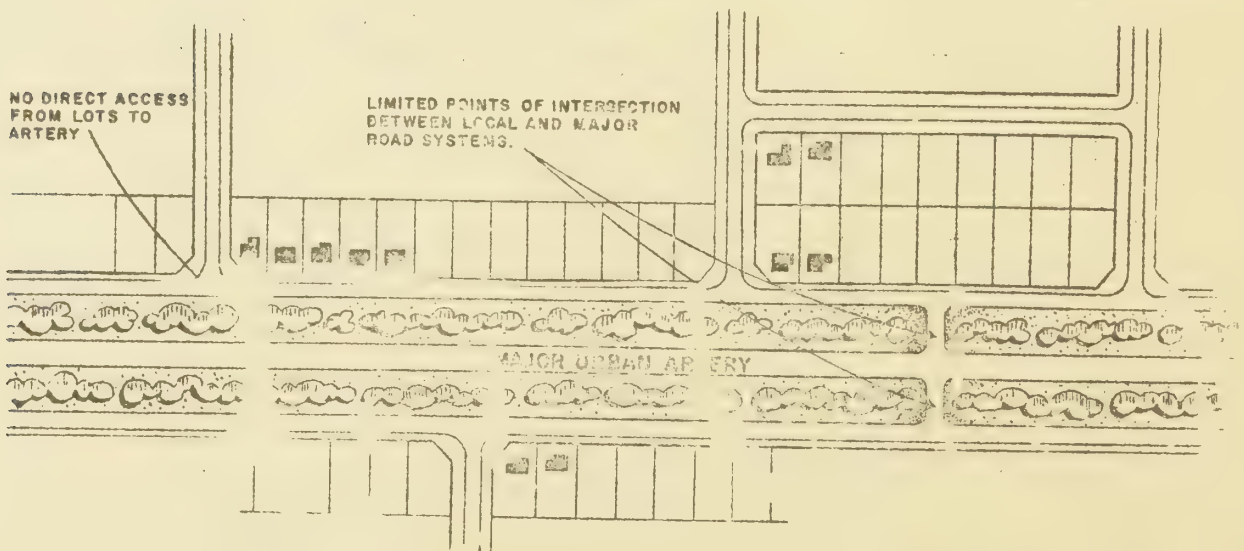 NO DIRECT ACCESS
FROM LOTS TO
ARTERY
LIMITED POINTS OF INTERSECTION
BETWEEN LOCAL AND MAJOR
ROAD SYSTEMS.
MAJOR URBAN ARTERY